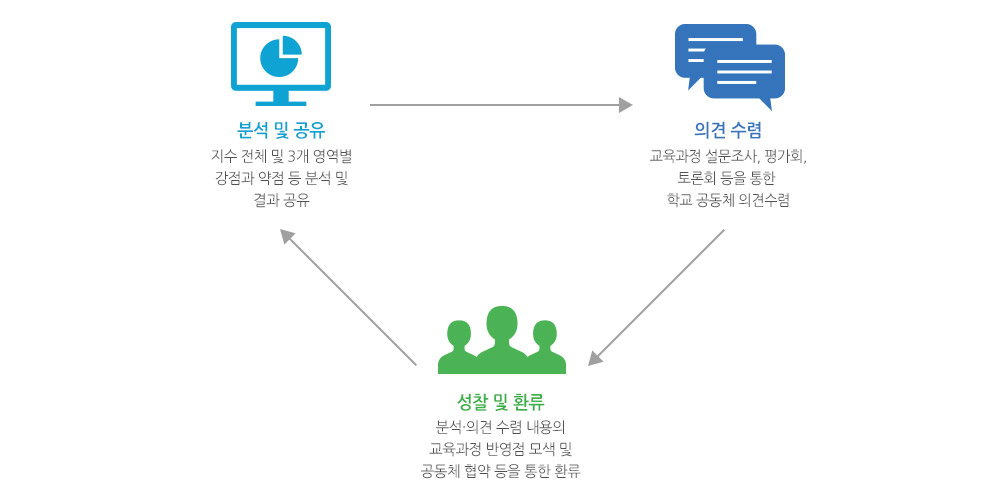 분석 및 공유
지수 전체 및 3개 영역별
강점과 약점 등 분석 및
결과 공유
의견 수렴
교육과정 설문조사, 평가회,
토론회 등을 통한
학교 공동체 의견수렴
성찰 및 환류
분석·의견 수렴 내용의
교육과정 반영점 모색 및
공동체 협약 등을 통한 환류